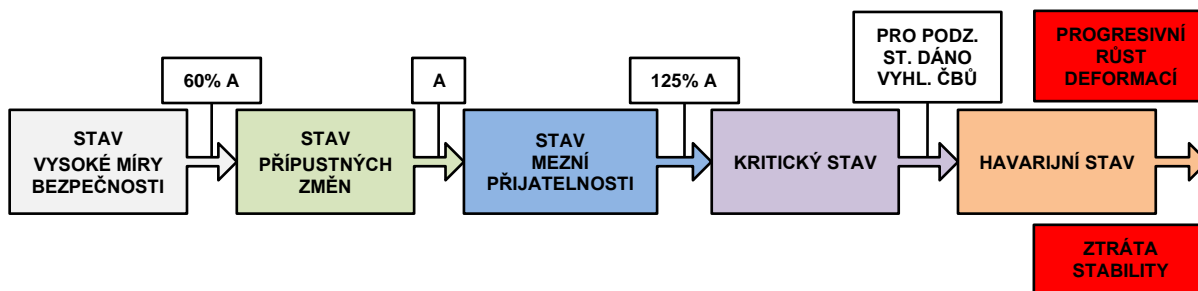 60% A
A
125% A
PRO PODZ.
ST. DÁNO
VYHL. ČBÚ
PROGRESIVNÍ
RŮST
DEFORMACÍ
STAV
VYSOKÉ MÍRY
BEZPEČNOSTI
STAV
PŘÍPUSTNÝCH
ZMĚN
STAV
MEZNÍ
PŘIJATELNOSTI
KRITICKÝ STAV
HAVARIJNÍ STAV
ZTRÁTA
STABILITY